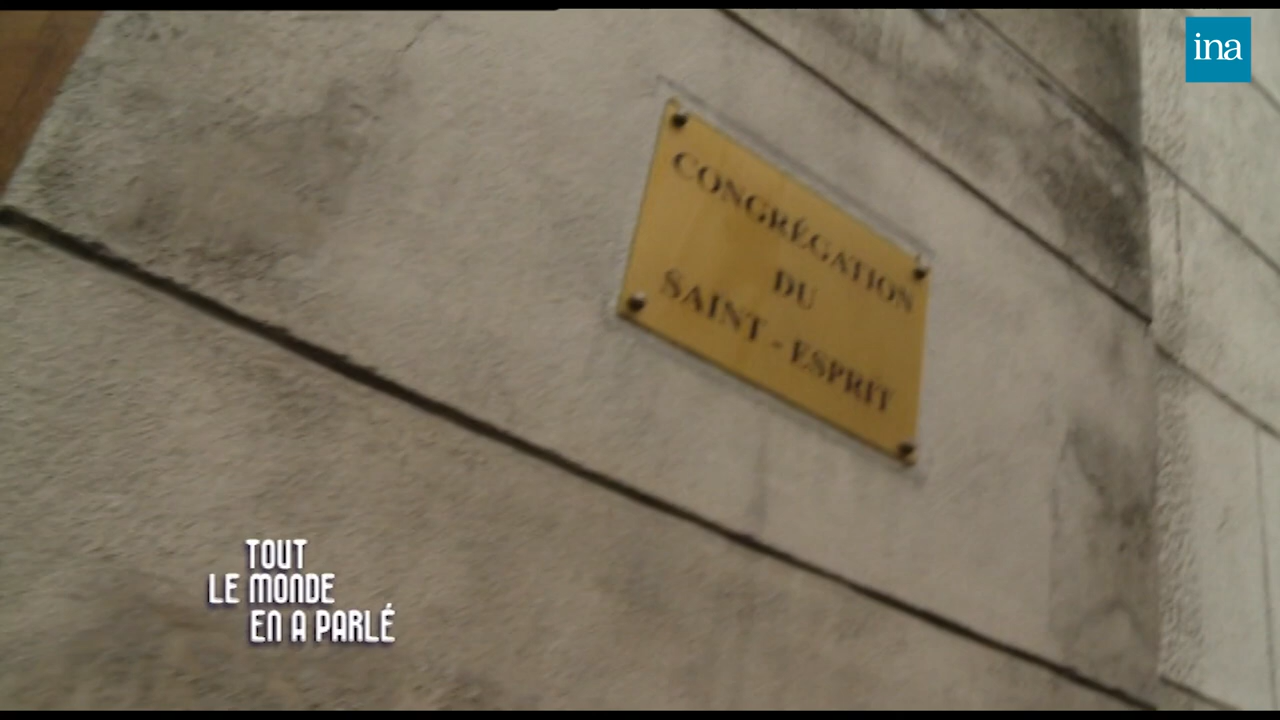 ina
CONGRÉGATION
DU
SAINT - ESPRIT
TOUT
LE MONDE
EN A PARLÉ